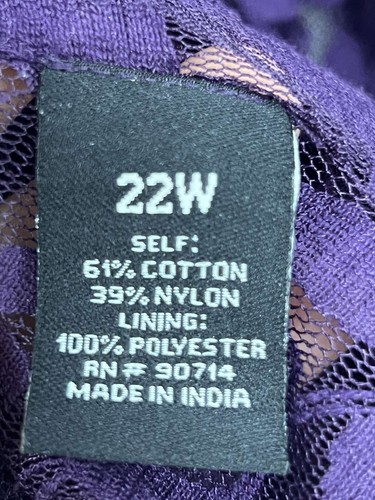 22W
SELF:
61% COTTON
39% NYLON
LINING:
100% POLYESTER
RN# 90714
MADE IN INDIA